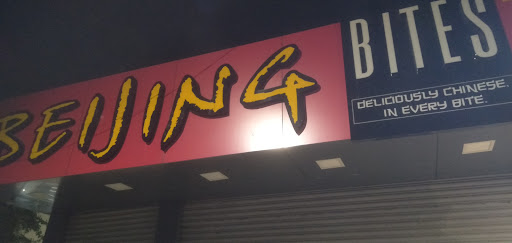 BEIJING
BITES
DELICIOUSLY CHINESE.
IN EVERY BITE.